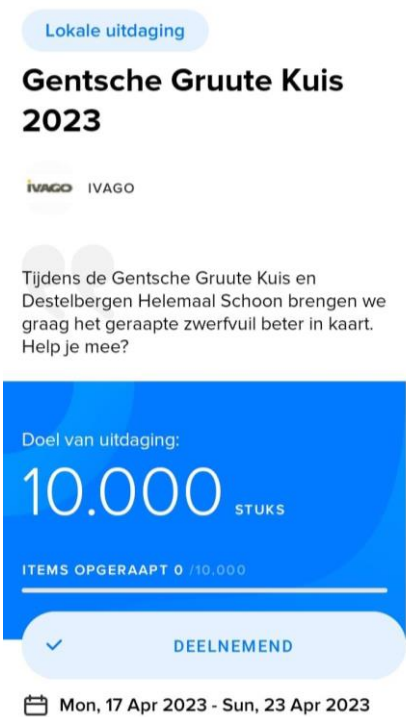 Lokale uitdaging
Gentsche Gruute Kuis
2023
IVAGO IVAGO
Tijdens de Gentsche Gruute Kuis en
Destelbergen Helemaal Schoon brengen we
graag het geraapte zwerfvuil beter in kaart.
Help je mee?
Doel van uitdaging:
10.000 STUKS
ITEMS OPGERAAPT 0 /10.000
DEELNEMEND
Mon, 17 Apr 2023 - Sun, 23 Apr 2023